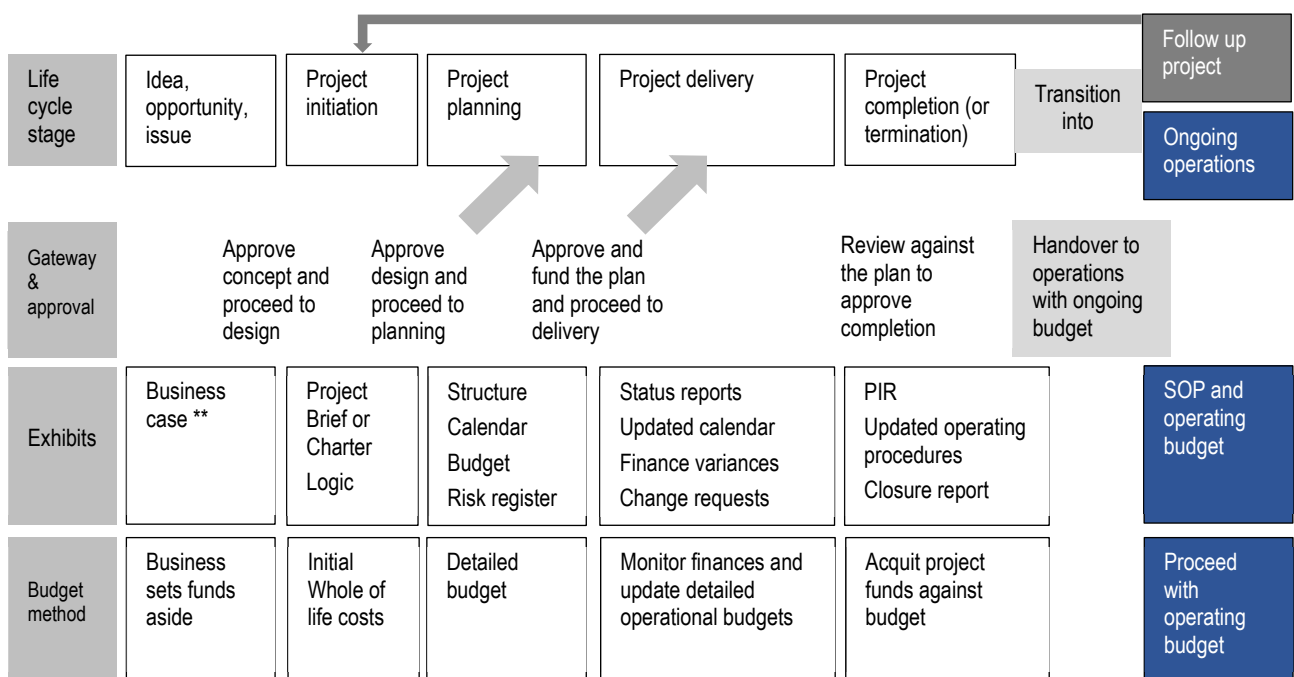 Life
cycle
stage
Idea,
opportunity,
issue
Project
initiation
Project
planning
Project delivery
Project
completion (or
termination)
Transition
into
Follow up
project
Ongoing
operations
Gateway
&
approval
Approve
concept and
proceed to
design
Approve
design and
proceed to
planning
Approve and
fund the plan
and proceed to
delivery
Review against
the plan to
approve
completion
Handover to
operations
with ongoing
budget
Exhibits
Business
case **
Project
Brief or
Charter
Logic
Structure
Calendar
Budget
Risk register
Status reports
Updated calendar
Finance variances
Change requests
PIR
Updated operating
procedures
Closure report
SOP and
operating
budget
Budget
method
Business
sets funds
aside
Initial
Whole of
life costs
Detailed
budget
Monitor finances and
update detailed
operational budgets
Acquit project
funds against
budget
Proceed
with
operating
budget